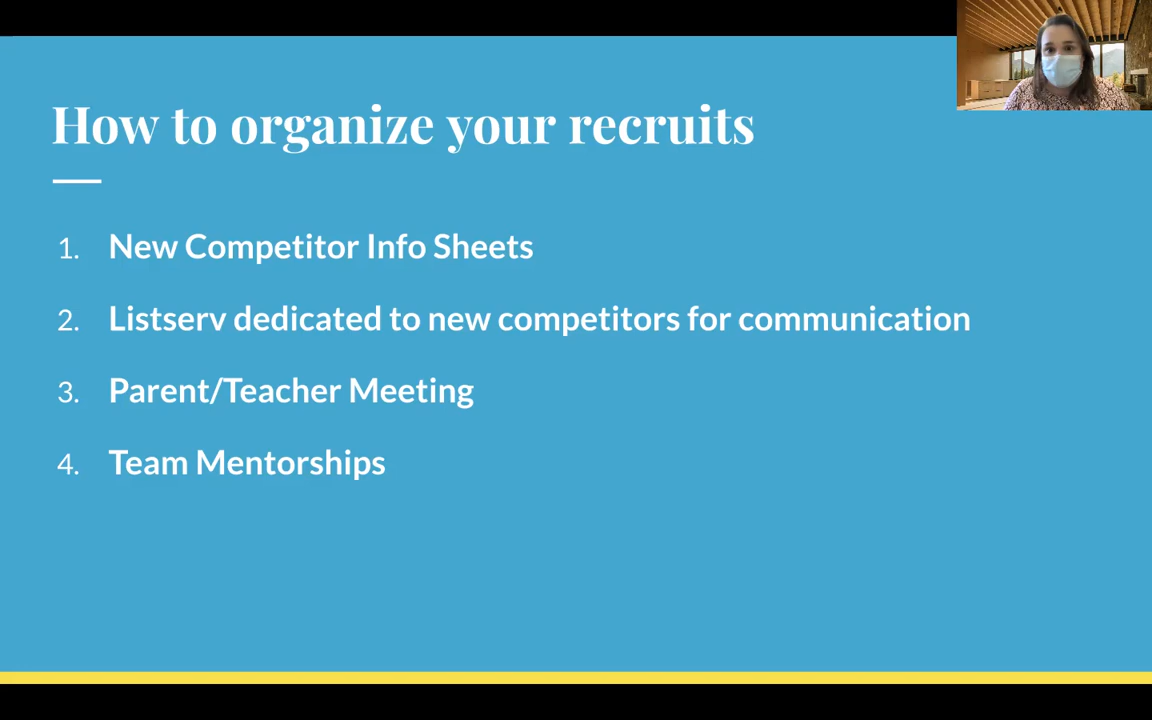 How to organize your recruits
1. New Competitor Info Sheets
2. Listserv dedicated to new competitors for communication
3. Parent/Teacher Meeting
4. Team Mentorships